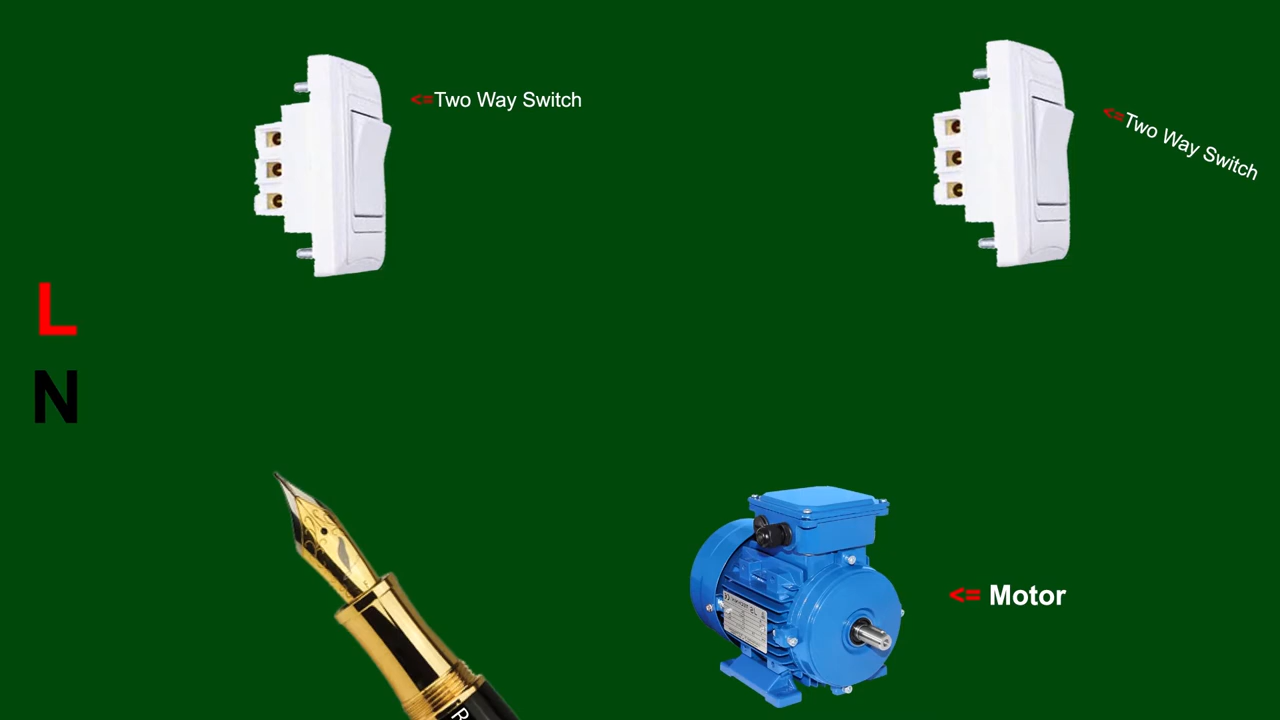 <=Two Way Switch
<=Two Way Switch
L
N
<= Motor
R